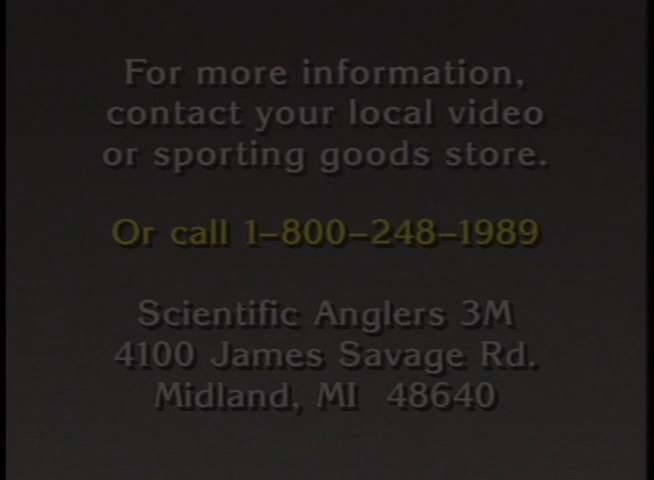 For more information,
contact your local video
or sporting goods store.
Or call 1-800-248-1989
Scientific Anglers 3M
4100 James Savage Rd.
Midland, MI 48640